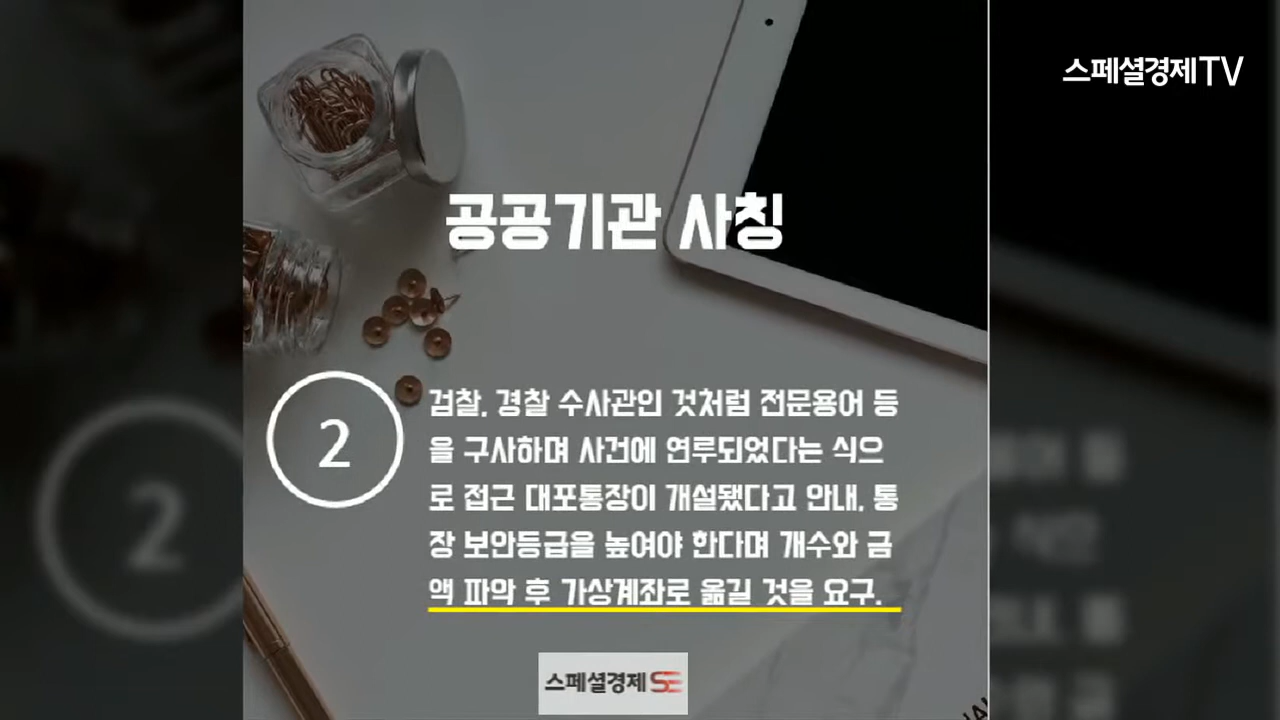 스페셜경제TV
공공기관 사칭
2
검찰, 경찰 수사관인 것처럼 전문용어 등
을 구사하며 사건에 연루되었다는 식으
로 접근 대포통장이 개설됐다고 안내, 통
장 보안등급을 높여야 한다며 개수와 금
액 파악 후 가상계좌로 옮길 것을 요구.
스페셜경제 SE